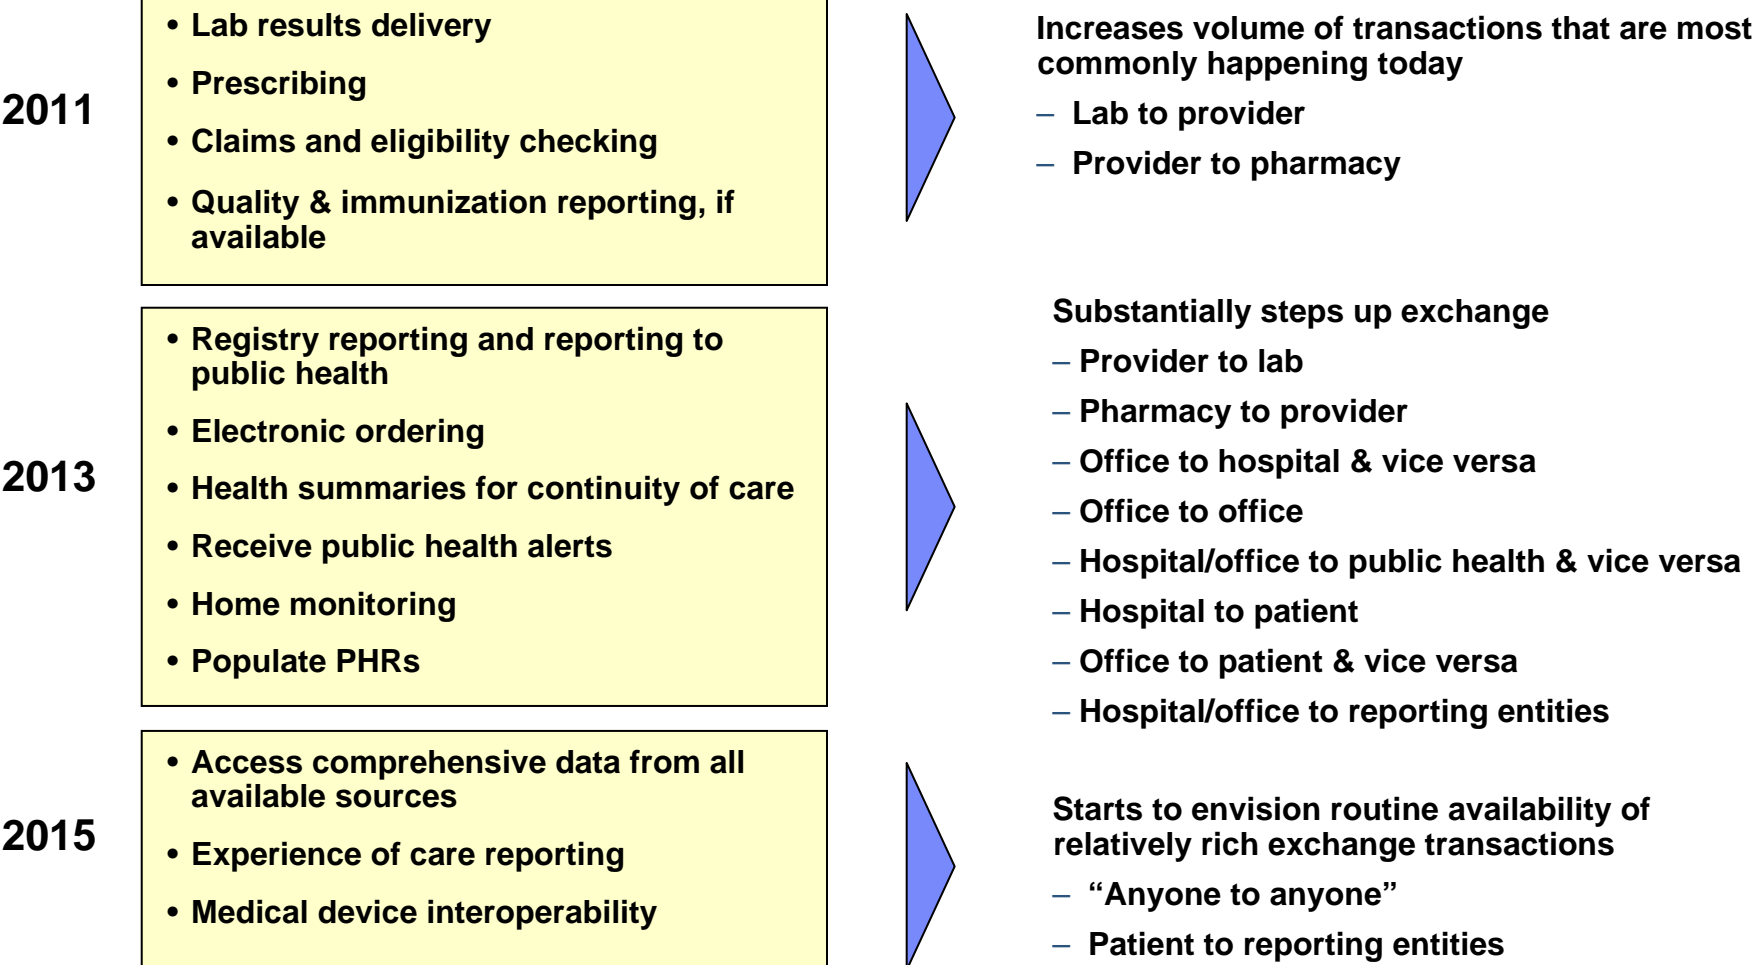 2011
• Lab results delivery
• Prescribing
• Claims and eligibility checking
• Quality & immunization reporting, if
available
Increases volume of transactions that are most
commonly happening today
– Lab to provider
– Provider to pharmacy
2013
• Registry reporting and reporting to
public health
• Electronic ordering
• Health summaries for continuity of care
• Receive public health alerts
• Home monitoring
• Populate PHRs
Substantially steps up exchange
– Provider to lab
– Pharmacy to provider
– Office to hospital & vice versa
– Office to office
– Hospital/office to public health & vice versa
– Hospital to patient
– Office to patient & vice versa
– Hospital/office to reporting entities
2015
• Access comprehensive data from all
available sources
• Experience of care reporting
• Medical device interoperability
Starts to envision routine availability of
relatively rich exchange transactions
– “Anyone to anyone”
– Patient to reporting entities